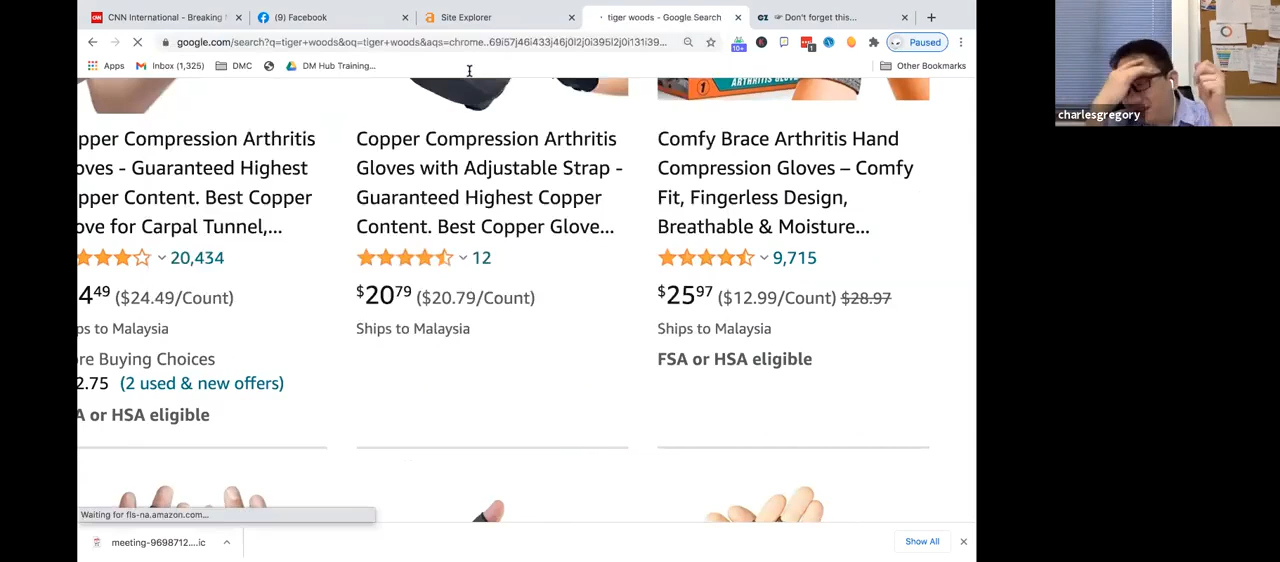 CNN International - Breaking
(9) Facebook
Site Explorer
tiger woods - Google Search
Don't forget this...
google.com/search?q=tiger+woods&oq=tiger+woods&aqs=chrome..69i57j46i433j46j0l2j0i395l2j0i131i39...
10+
1
Paused
Apps
Inbox (1,325)
DMC
DM Hub Training...
Other Bookmarks
ARTHRITIS GLOVE
1
charlesgregory
pper Compression Arthritis
oves - Guaranteed Highest
pper Content. Best Copper
ove for Carpal Tunnel,...
20,434
4 49 ($24.49/Count)
ps to Malaysia
re Buying Choices
2.75 (2 used & new offers)
A or HSA eligible
Copper Compression Arthritis
Gloves with Adjustable Strap -
Guaranteed Highest Copper
Content. Best Copper Glove...
12
$20 79 ($20.79/Count)
Ships to Malaysia
Comfy Brace Arthritis Hand
Compression Gloves – Comfy
Fit, Fingerless Design,
Breathable & Moisture...
9,715
$25 97 ($12.99/Count) $28.97
Ships to Malaysia
FSA or HSA eligible
Waiting for fls-na.amazon.com...
meeting-9698712....ic
Show All